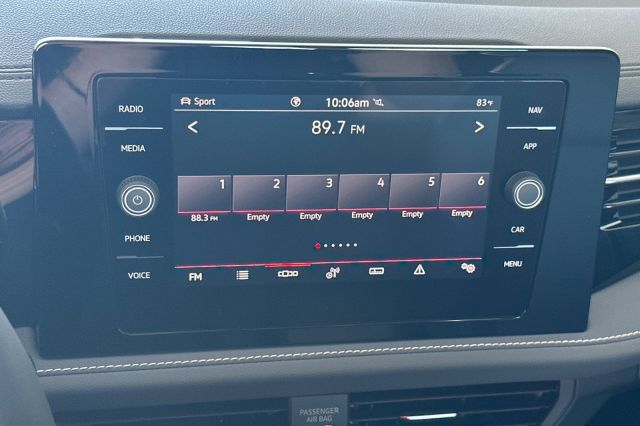 Sport 10:06am 83°F
RADIO
MEDIA
PHONE
VOICE
< 89.7 FM >
1 2 3 4 5 6
88.3 FM Empty Empty Empty Empty Empty
FM
NAV
APP
CAR
MENU
PASSENGER
AIR BAG